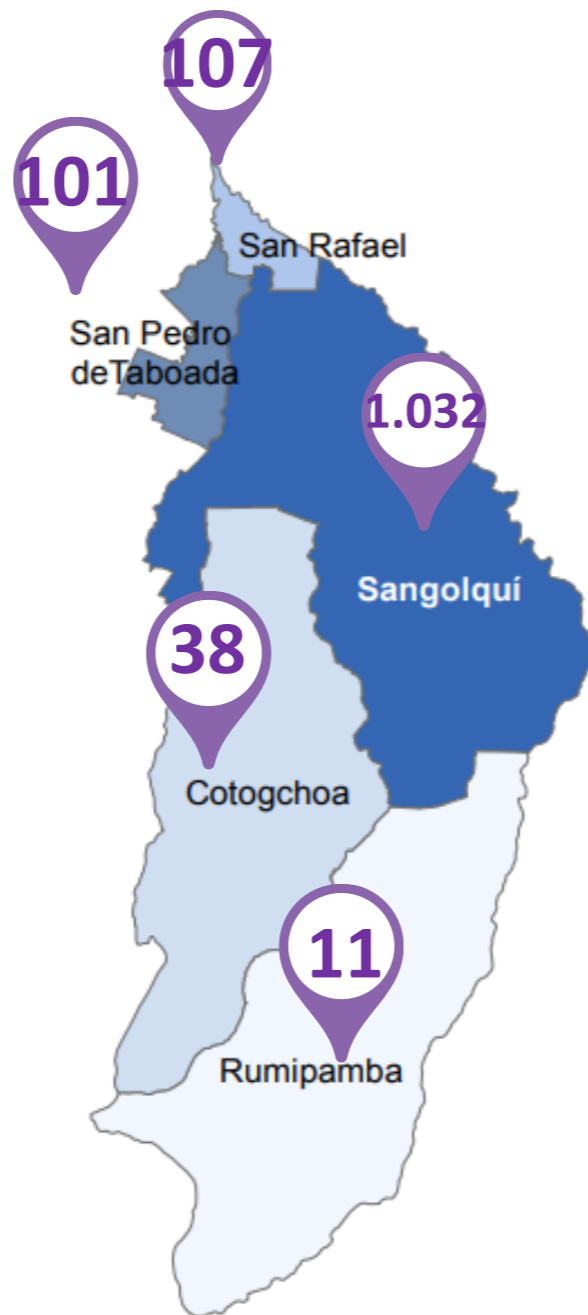 107
101
San Rafael
San Pedro
deTaboada
1.032
Sangolquí
38
Cotogchoa
11
Rumipamba